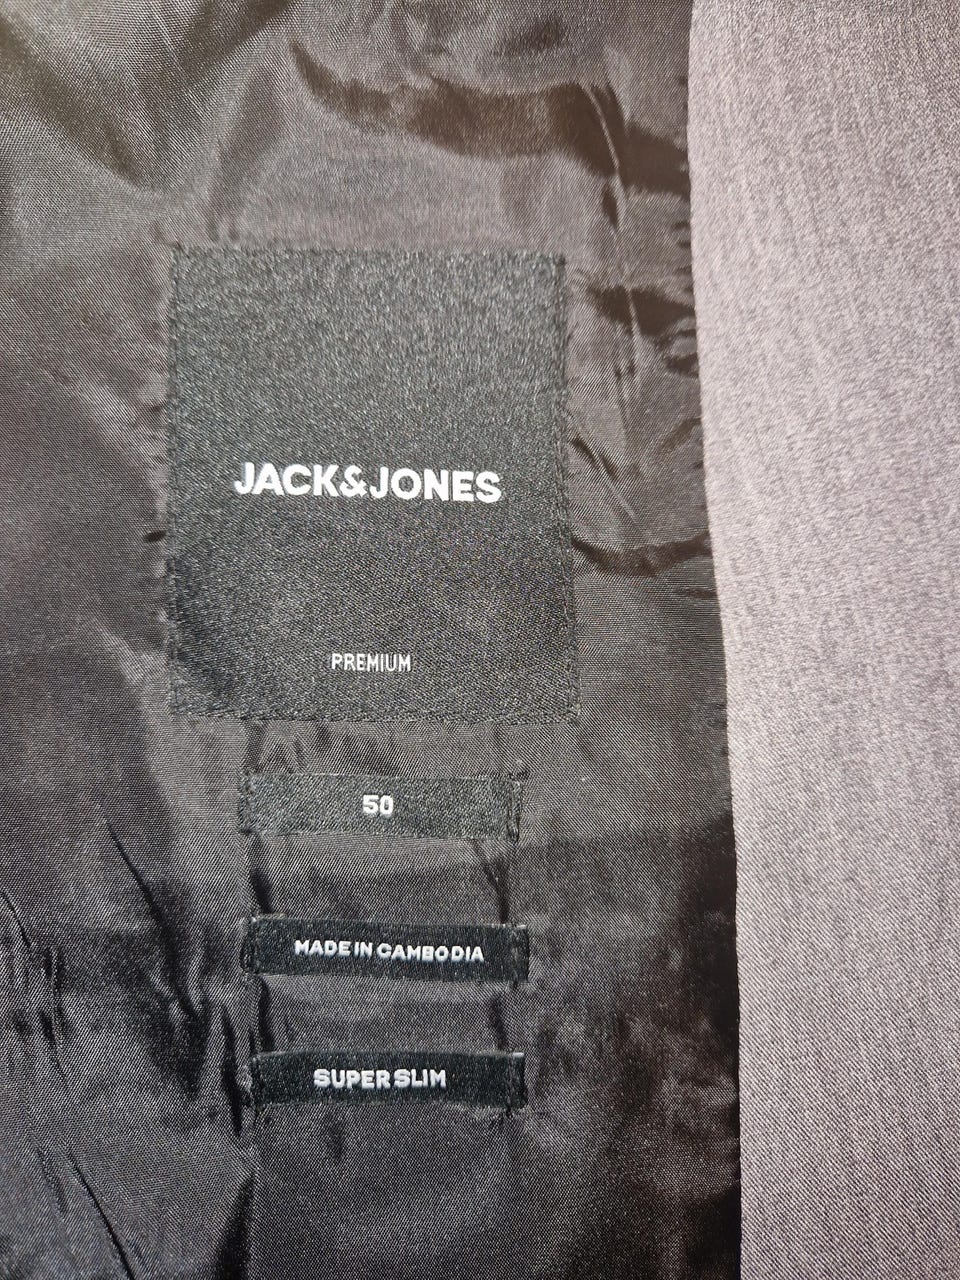 JACK&JONES
PREMIUM
50
MADE IN CAMBODIA
SUPER SLIM